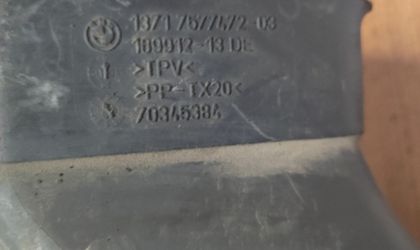 1371 7577472-03
189912-13 DE
>TPV<
>PP-TX20<
70345384